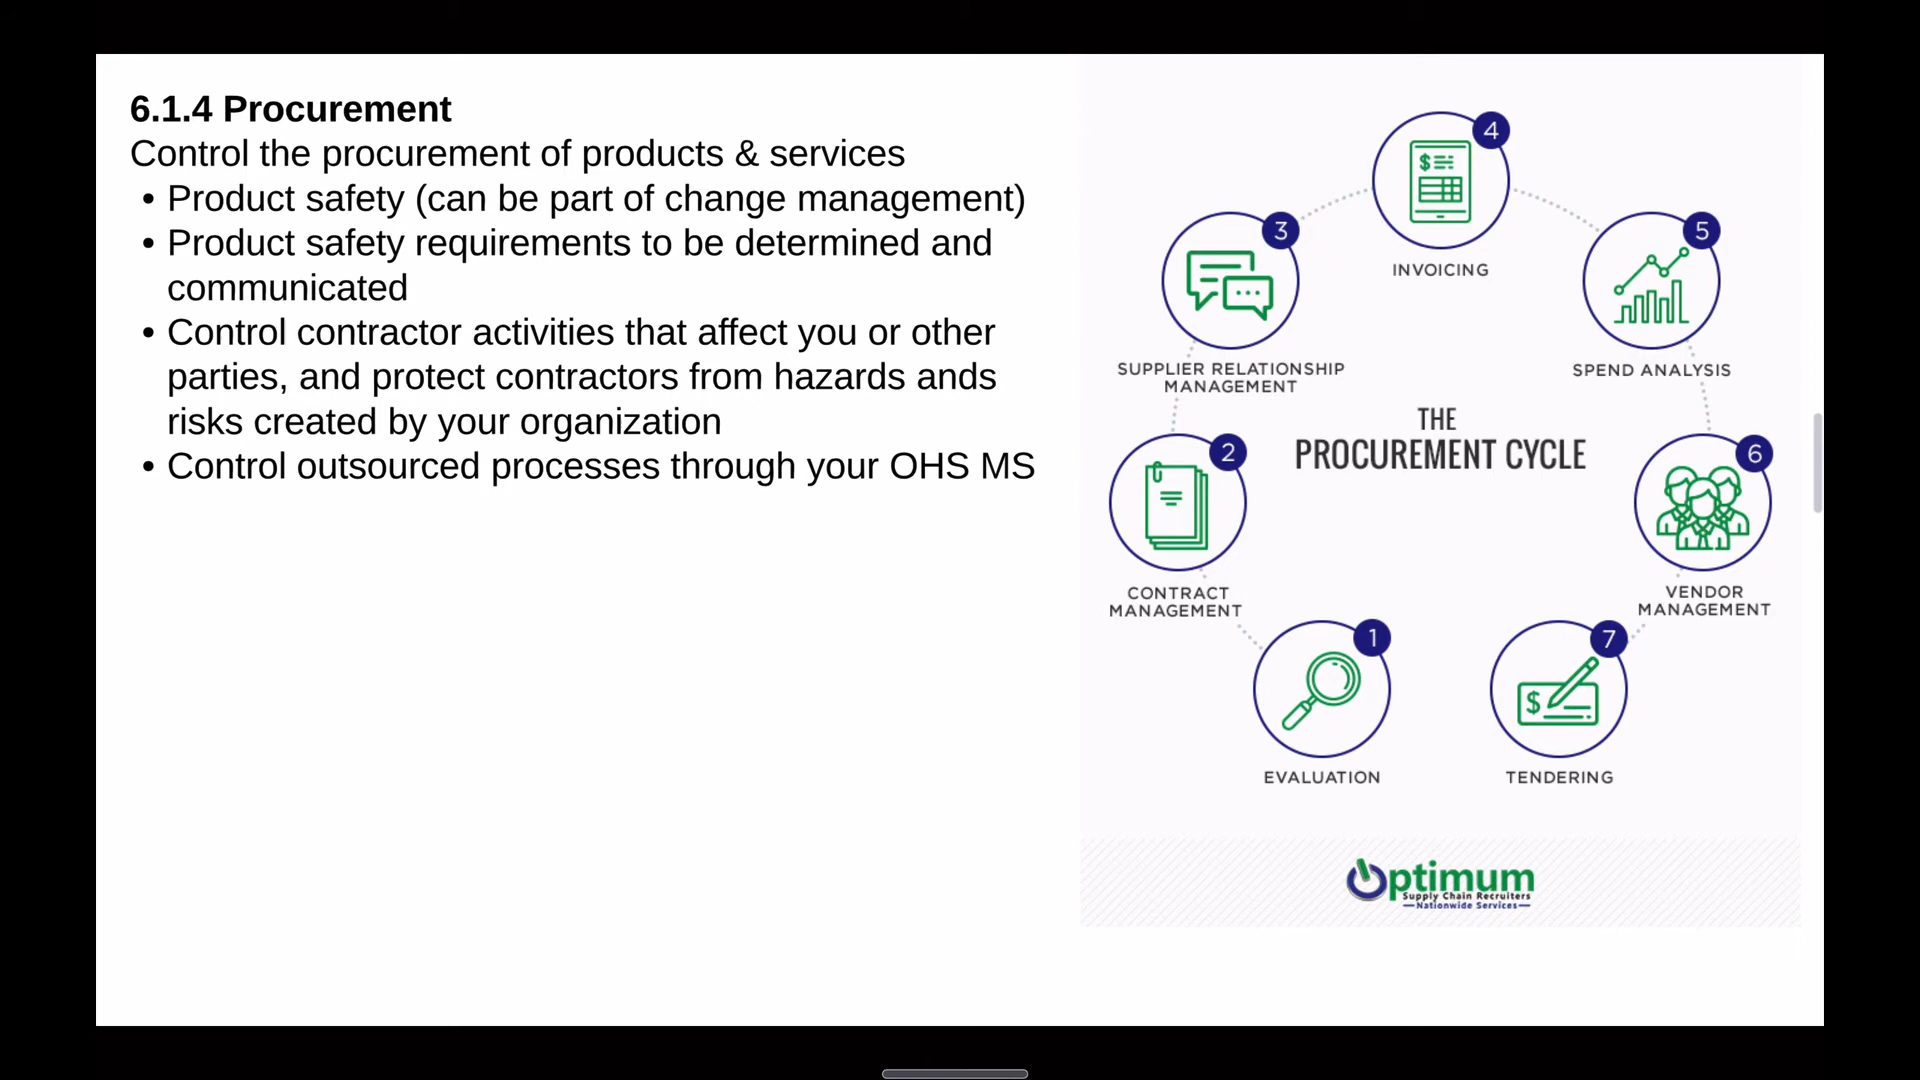 6.1.4 Procurement
Control the procurement of products & services
• Product safety (can be part of change management)
• Product safety requirements to be determined and
communicated
• Control contractor activities that affect you or other
parties, and protect contractors from hazards ands
risks created by your organization
• Control outsourced processes through your OHS MS
THE
PROCUREMENT CYCLE
1
EVALUATION
2
CONTRACT
MANAGEMENT
3
SUPPLIER RELATIONSHIP
MANAGEMENT
4
$
INVOICING
5
SPEND ANALYSIS
6
VENDOR
MANAGEMENT
7
$
TENDERING
Optimum
Supply Chain Recruiters
Nationwide Services